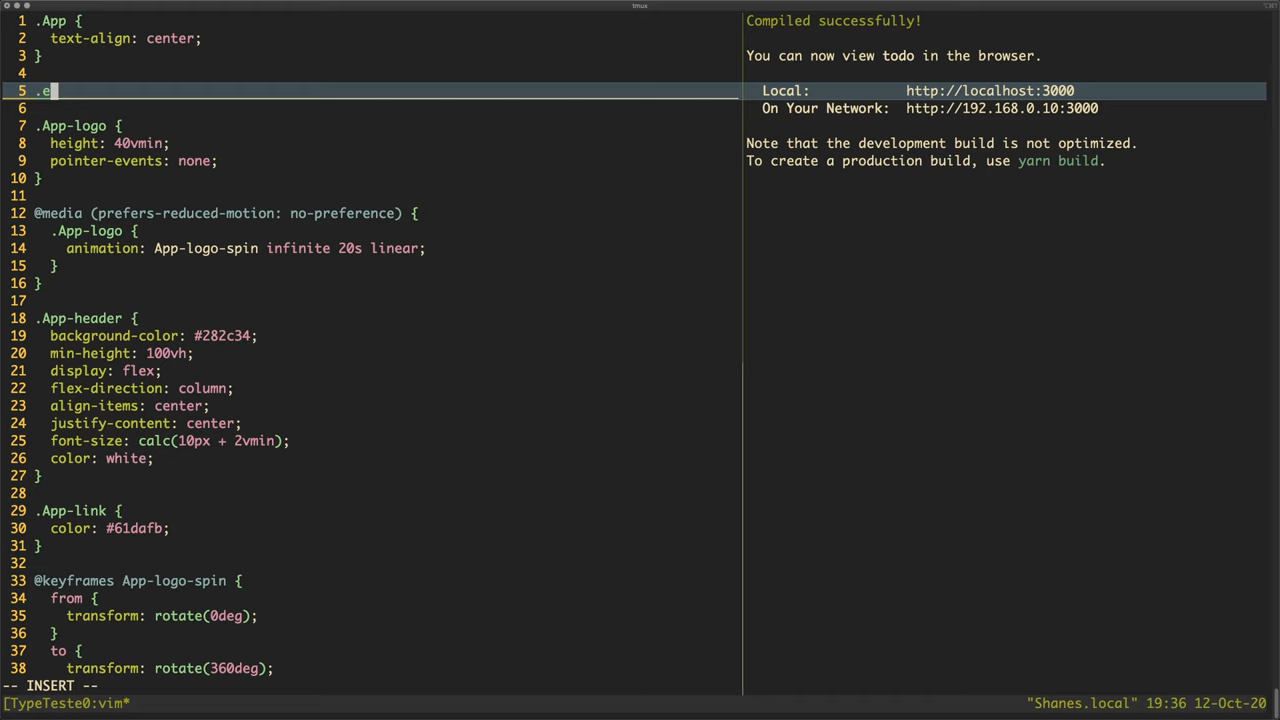 tmux
⌥⌘1
1 .App {
2   text-align: center;
3 }
4
5 .e
6
7 .App-logo {
8   height: 40vmin;
9   pointer-events: none;
10 }
11
12 @media (prefers-reduced-motion: no-preference) {
13   .App-logo {
14     animation: App-logo-spin infinite 20s linear;
15   }
16 }
17
18 .App-header {
19   background-color: #282c34;
20   min-height: 100vh;
21   display: flex;
22   flex-direction: column;
23   align-items: center;
24   justify-content: center;
25   font-size: calc(10px + 2vmin);
26   color: white;
27 }
28
29 .App-link {
30   color: #61dafb;
31 }
32
33 @keyframes App-logo-spin {
34   from {
35     transform: rotate(0deg);
36   }
37   to {
38     transform: rotate(360deg);
-- INSERT --
Compiled successfully!
You can now view todo in the browser.
Local: http://localhost:3000
On Your Network: http://192.168.0.10:3000
Note that the development build is not optimized.
To create a production build, use yarn build.
[TypeTeste0:vim* "Shanes.local" 19:36 12-Oct-20